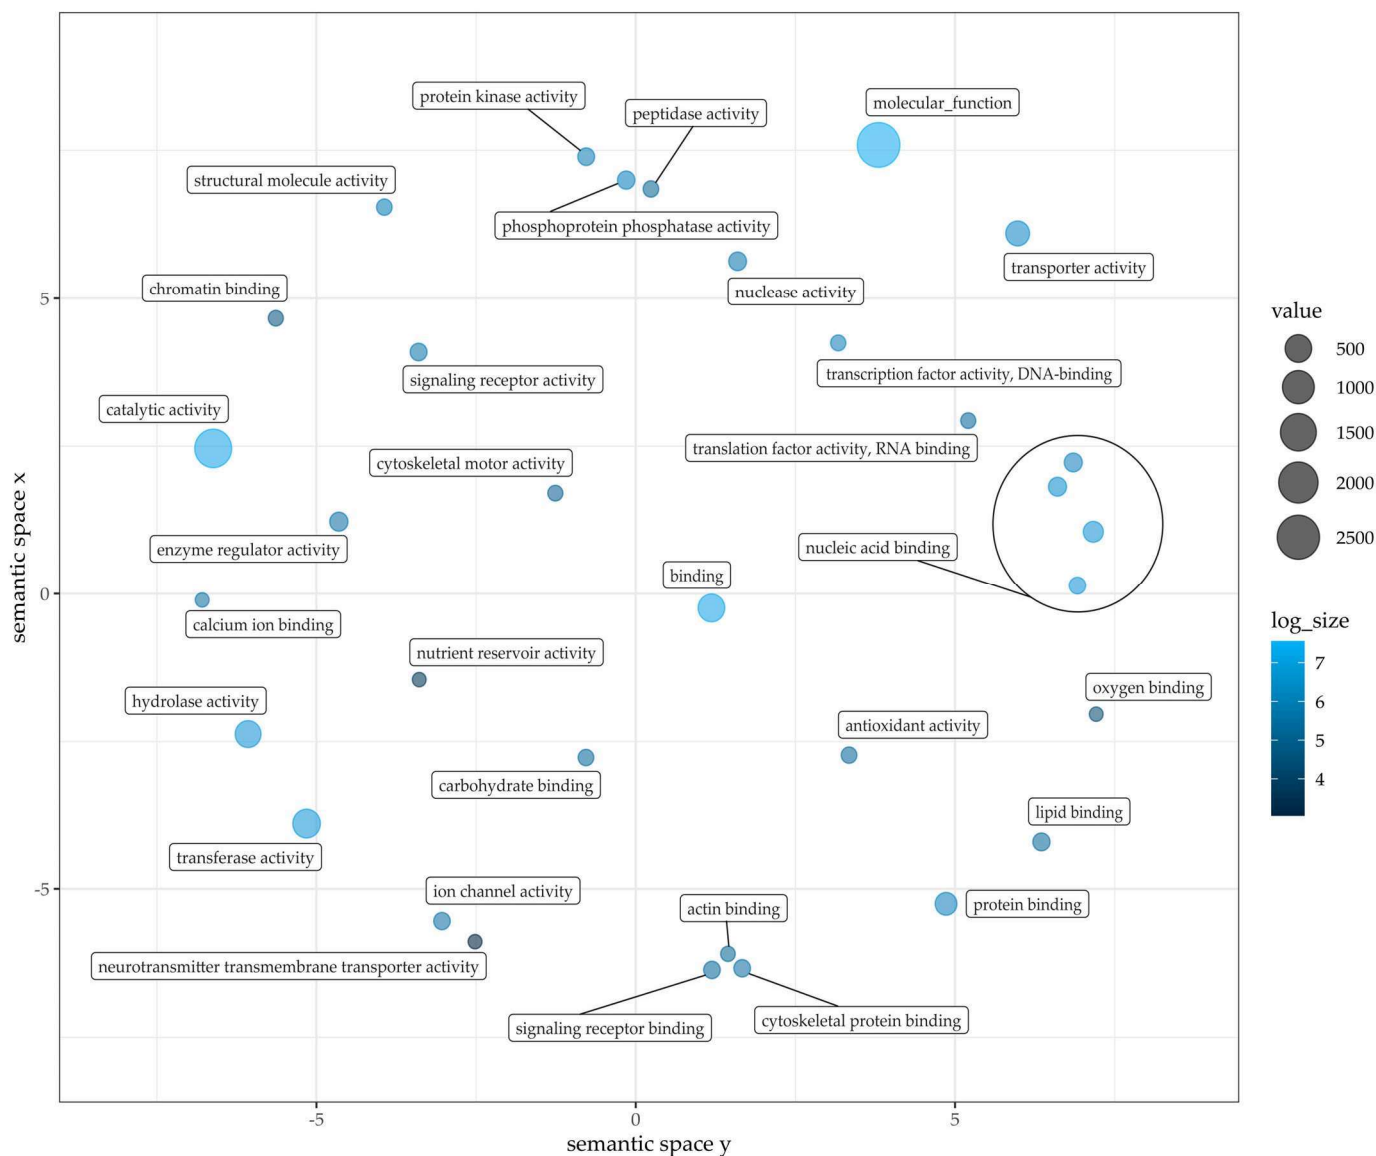 protein kinase activity
peptidase activity
molecular_function
structural molecule activity
phosphoprotein phosphatase activity
transporter activity
chromatin binding
nuclease activity
5
signaling receptor activity
transcription factor activity, DNA-binding
catalytic activity
translation factor activity, RNA binding
cytoskeletal motor activity
enzyme regulator activity
nucleic acid binding
binding
0
calcium ion binding
nutrient reservoir activity
hydrolase activity
oxygen binding
antioxidant activity
carbohydrate binding
lipid binding
transferase activity
-5
ion channel activity
protein binding
actin binding
neurotransmitter transmembrane transporter activity
signaling receptor binding
cytoskeletal protein binding
-5
0
5
semantic space y
semantic space x
value
500
1000
1500
2000
2500
log_size
7
6
5
4